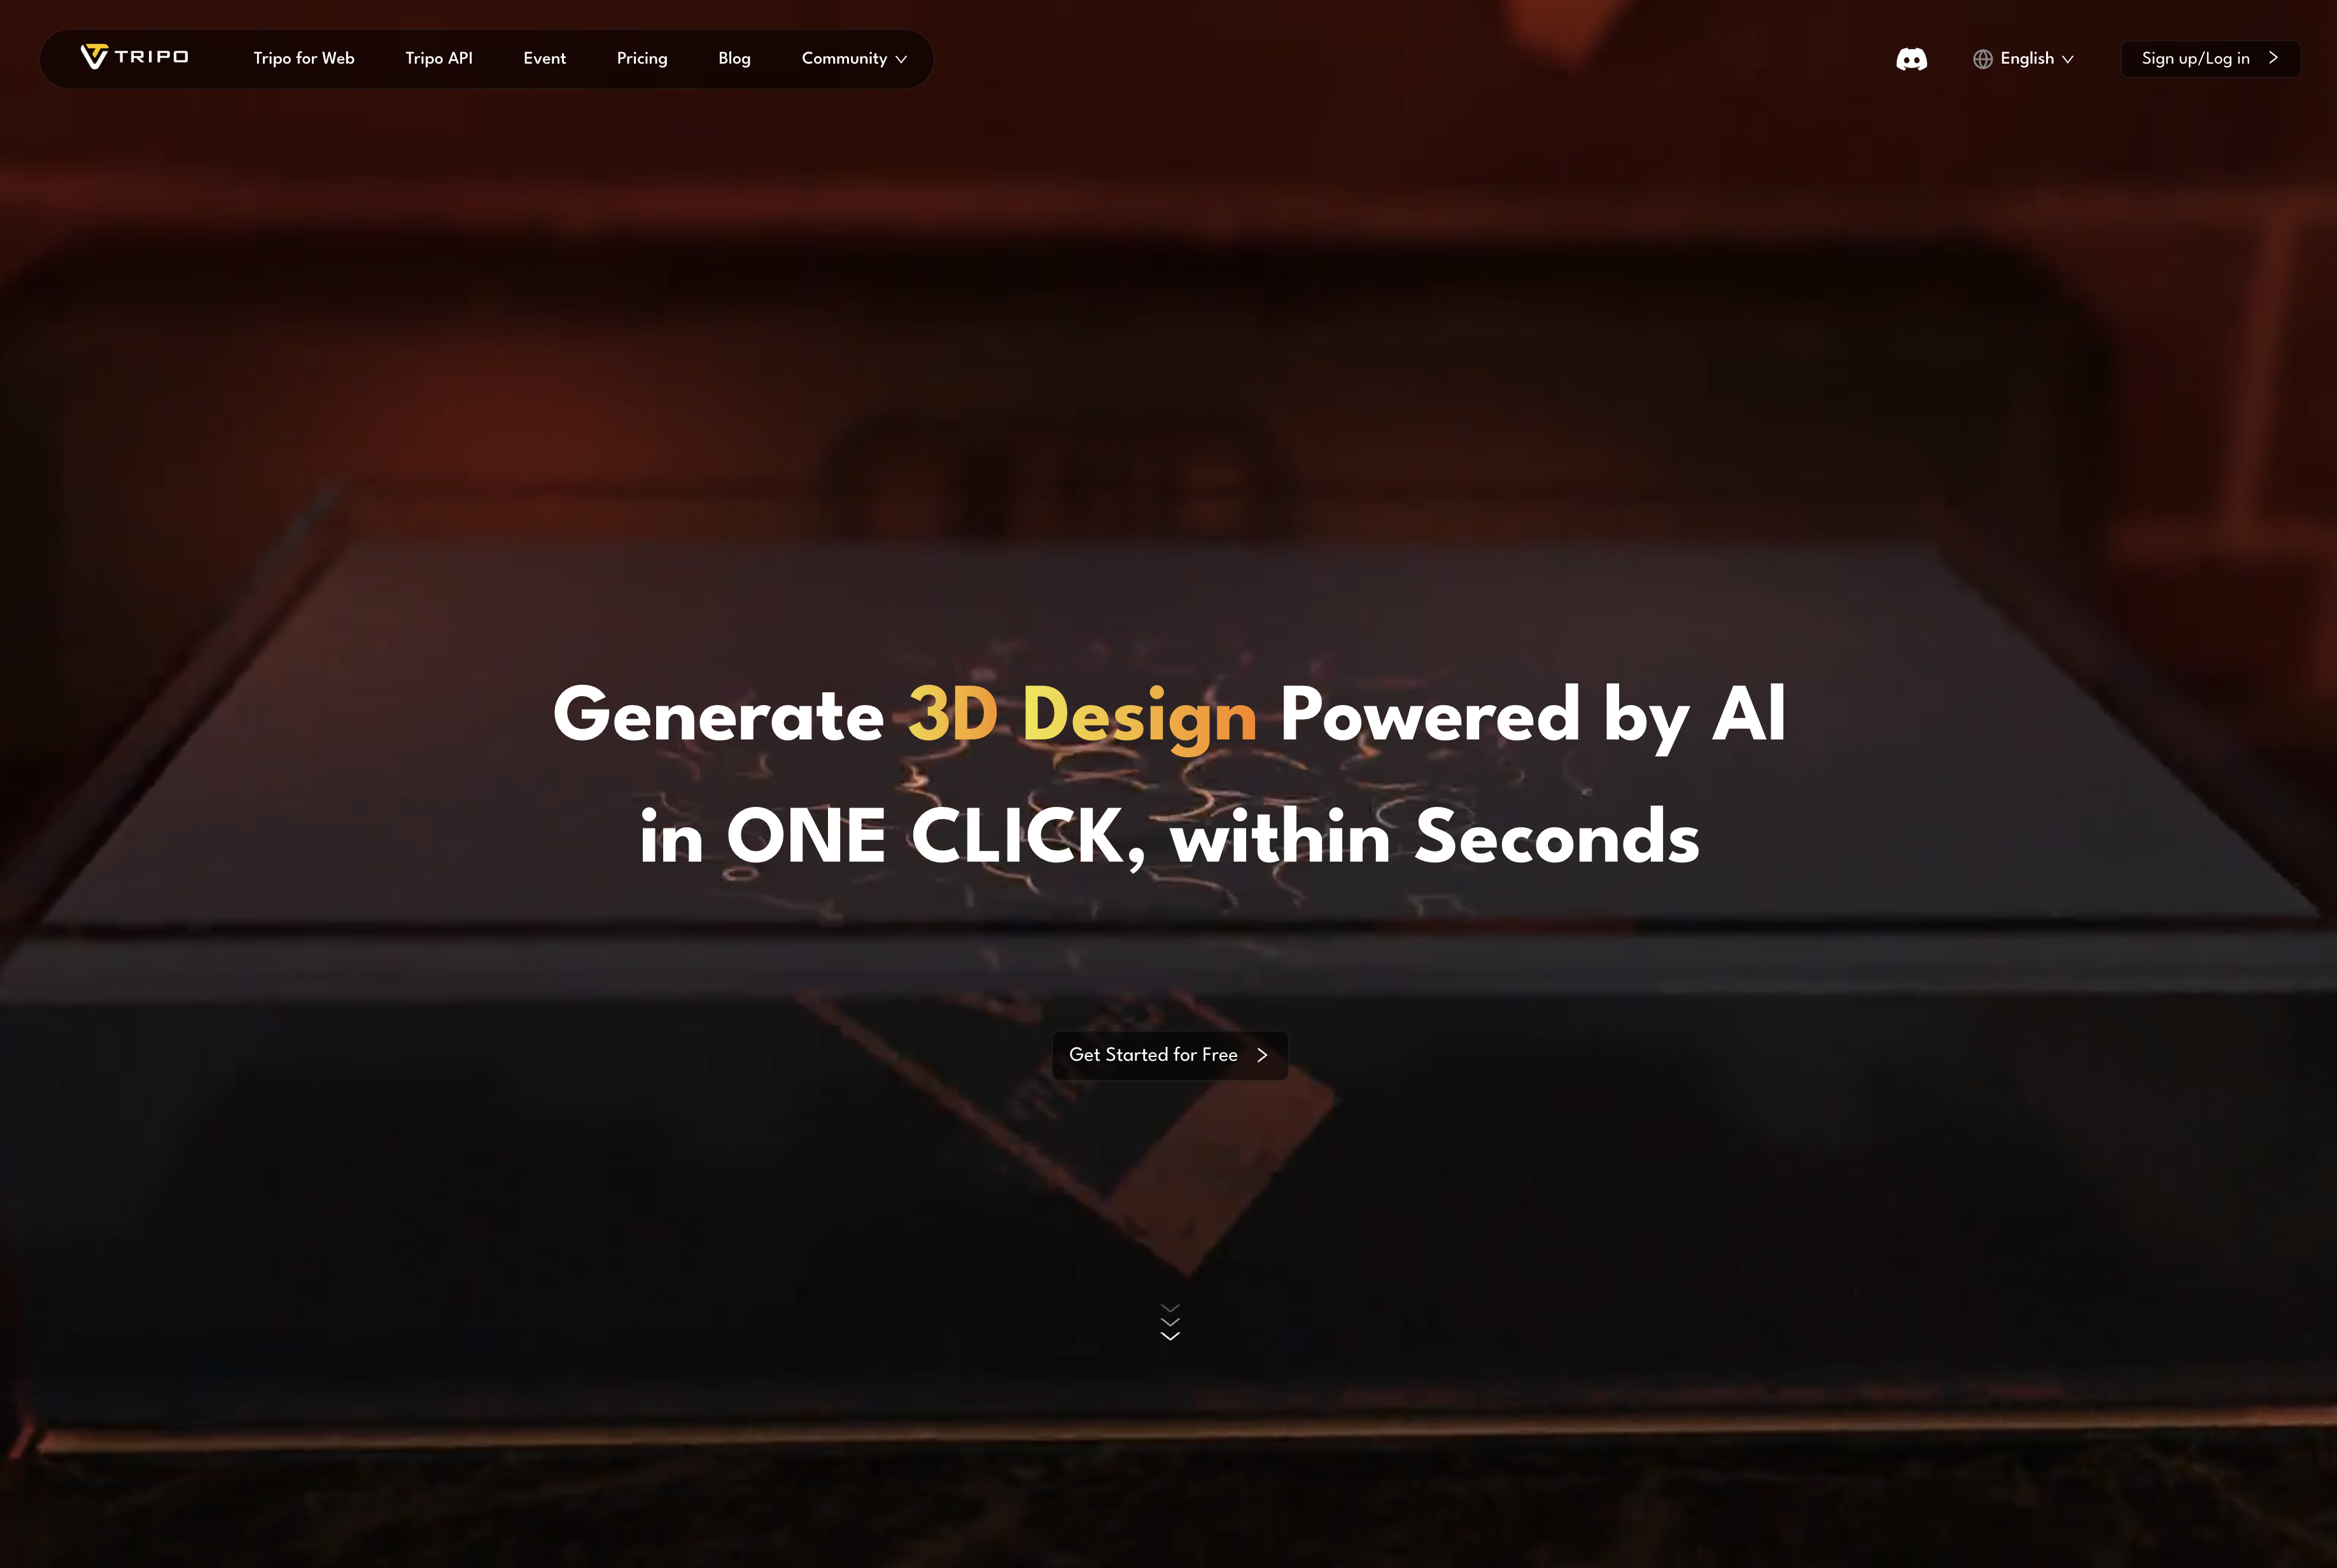 TRIPO
Tripo for Web
Tripo API
Event
Pricing
Blog
Community
English
Sign up/Log in
Generate 3D Design Powered by AI
in ONE CLICK, within Seconds
Get Started for Free